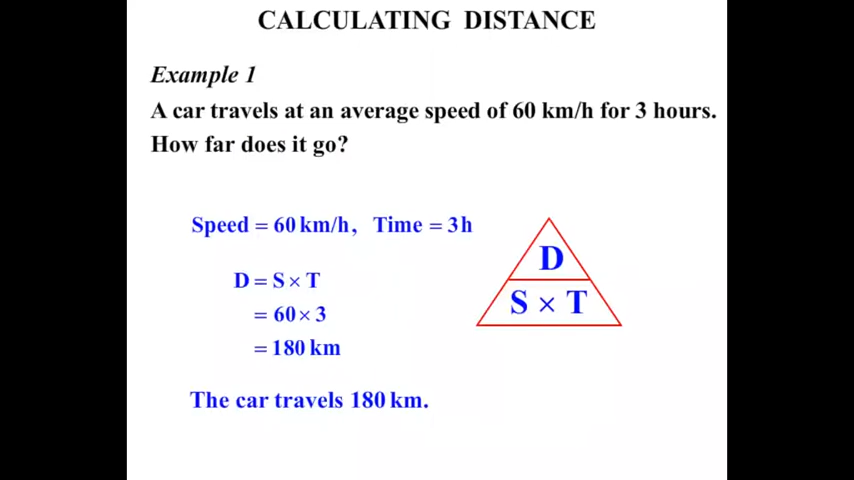 CALCULATING DISTANCE
Example 1
A car travels at an average speed of 60 km/h for 3 hours.
How far does it go?
Speed = 60 km/h, Time = 3 h
D = S × T
= 60 × 3
= 180 km
The car travels 180 km.
D
S × T